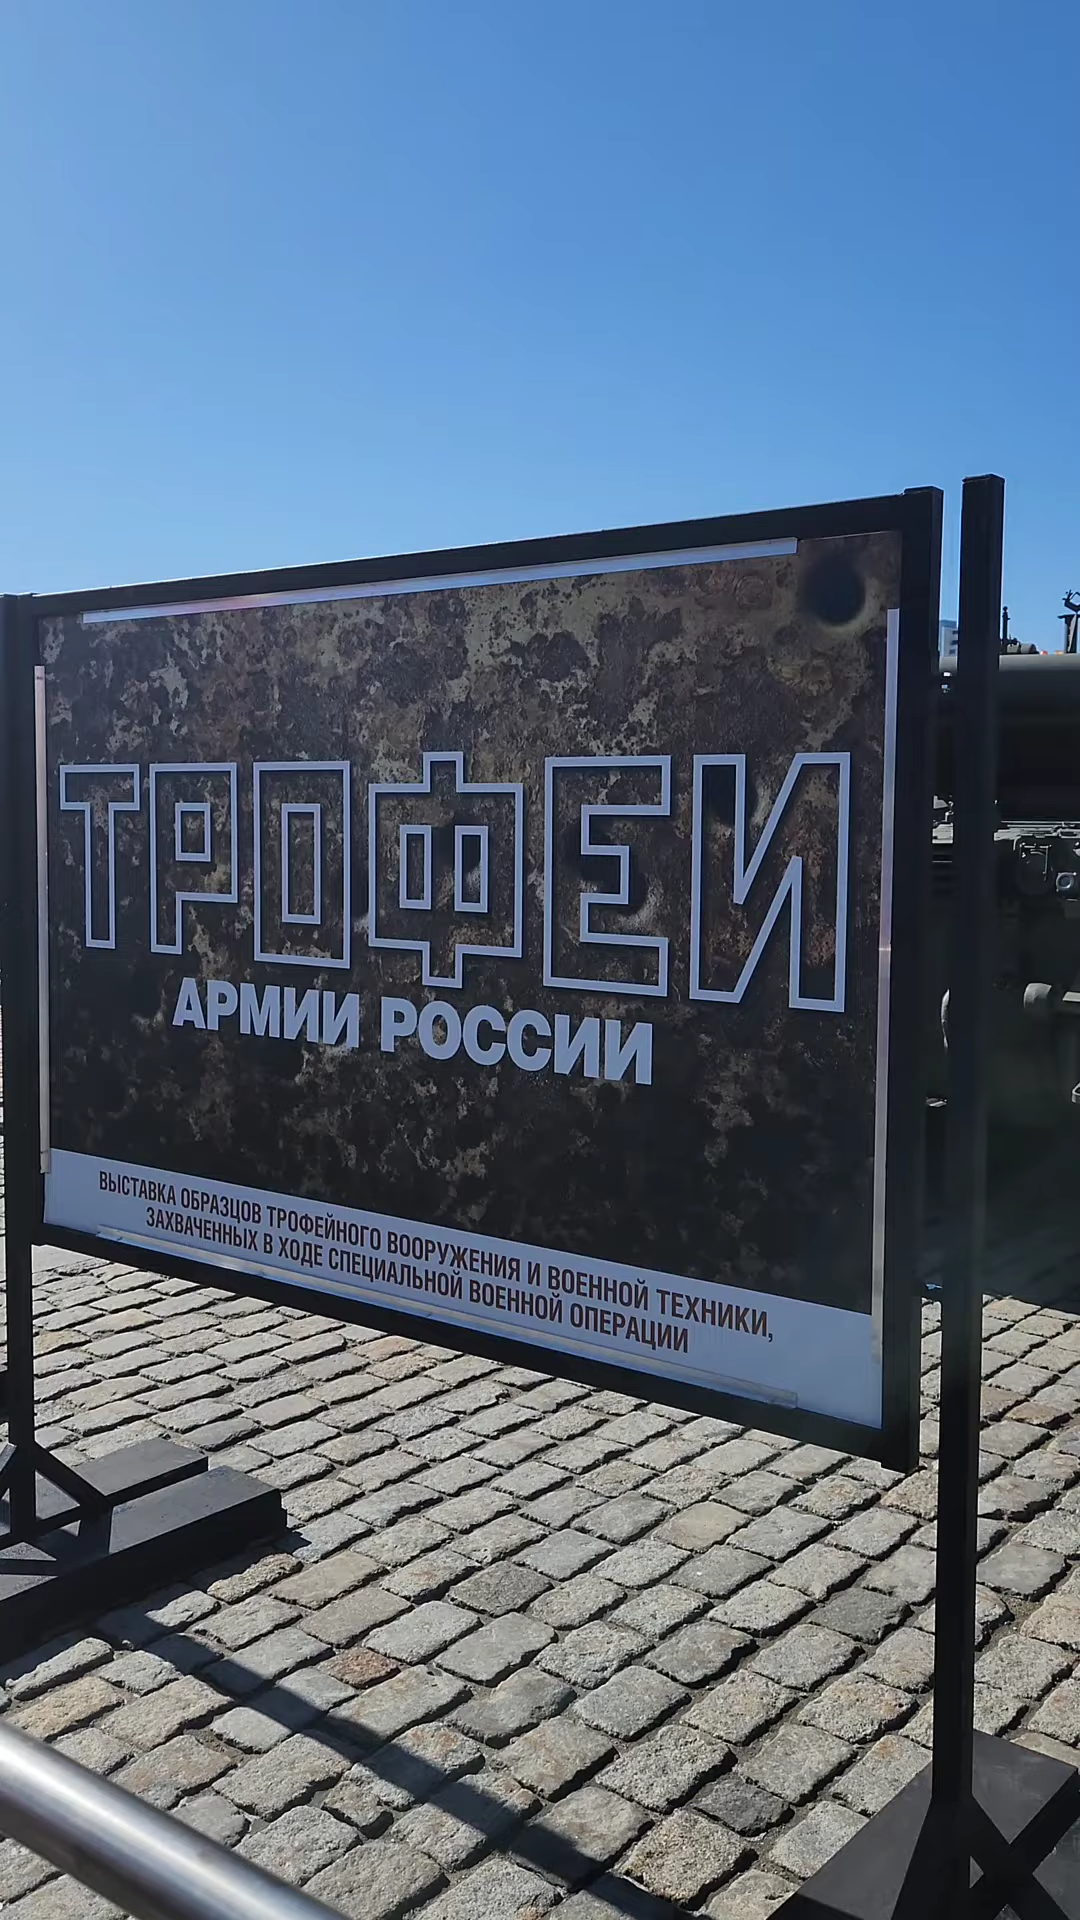 ТРОФЕИ
АРМИИ РОССИИ
ВЫСТАВКА ОБРАЗЦОВ ТРОФЕЙНОГО ВООРУЖЕНИЯ И ВОЕННОЙ ТЕХНИКИ,
ЗАХВАЧЕННЫХ В ХОДЕ СПЕЦИАЛЬНОЙ ВОЕННОЙ ОПЕРАЦИИ